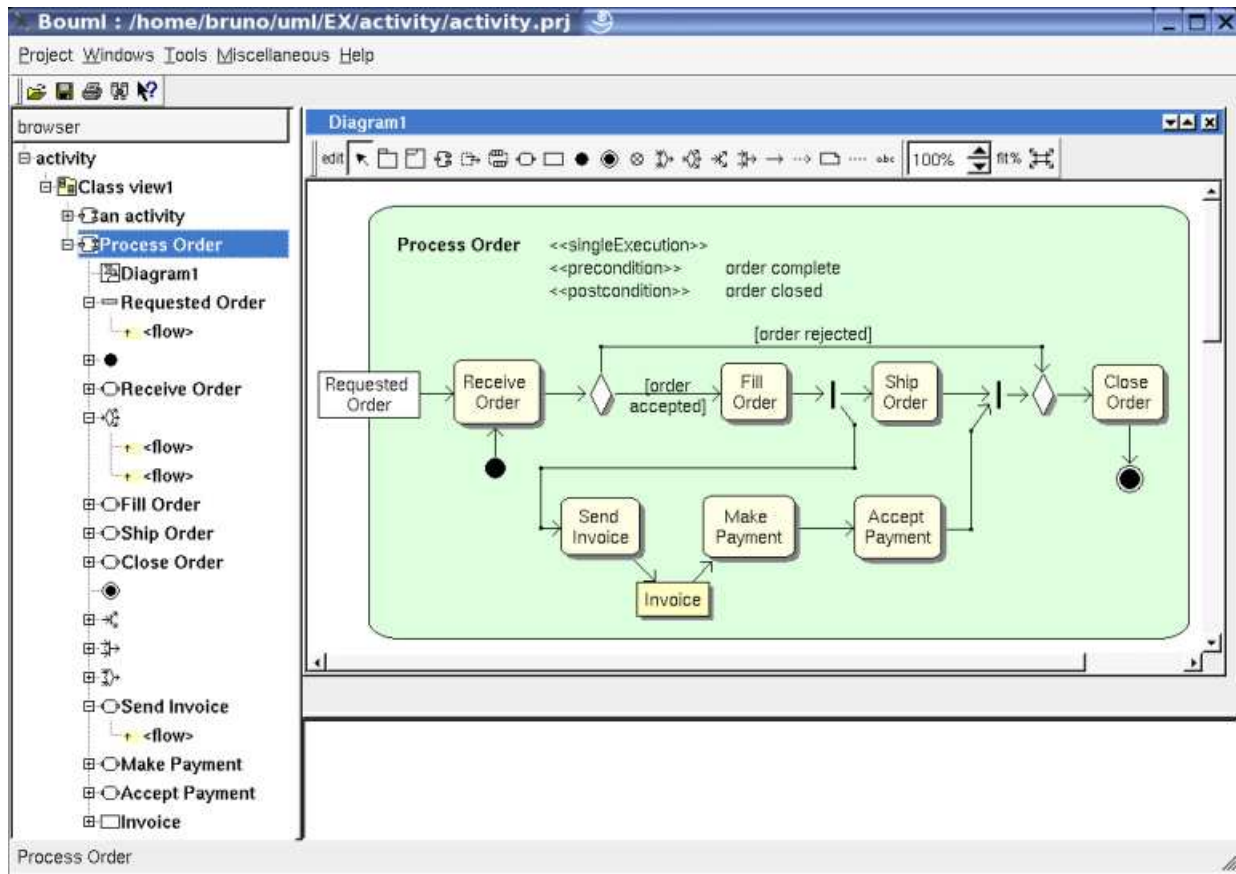 Bouml : /home/bruno/uml/EX/activity/activity.prj
Project Windows Tools Miscellaneous Help
browser
activity
Class view1
an activity
Process Order
Diagram1
Requested Order
<flow>
Receive Order
<flow>
<flow>
Fill Order
Ship Order
Close Order
Send Invoice
<flow>
Make Payment
Accept Payment
Invoice
Diagram1
edit abc 100% fit%
Process Order <<singleExecution>>
<<precondition>> order complete
<<postcondition>> order closed
[order rejected]
Requested
Order
Receive
Order
[order
accepted]
Fill
Order
Ship
Order
Close
Order
Send
Invoice
Make
Payment
Accept
Payment
Invoice
Process Order